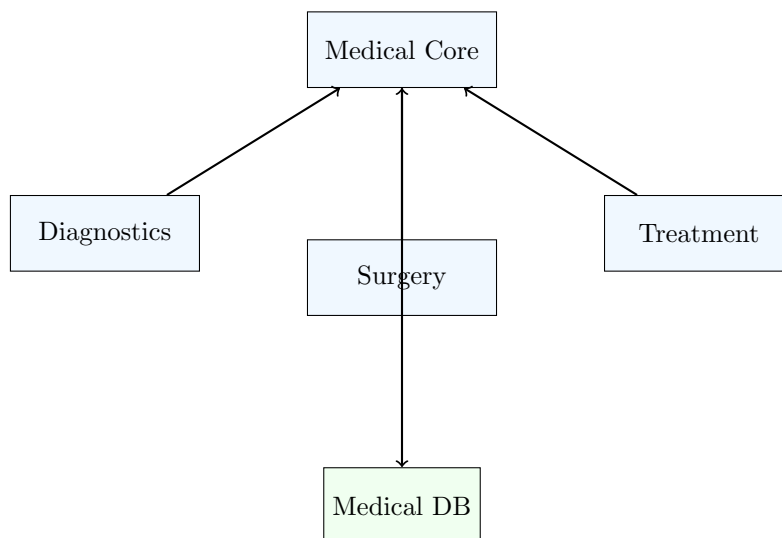 Medical Core
Diagnostics
Treatment
Surgery
Medical DB